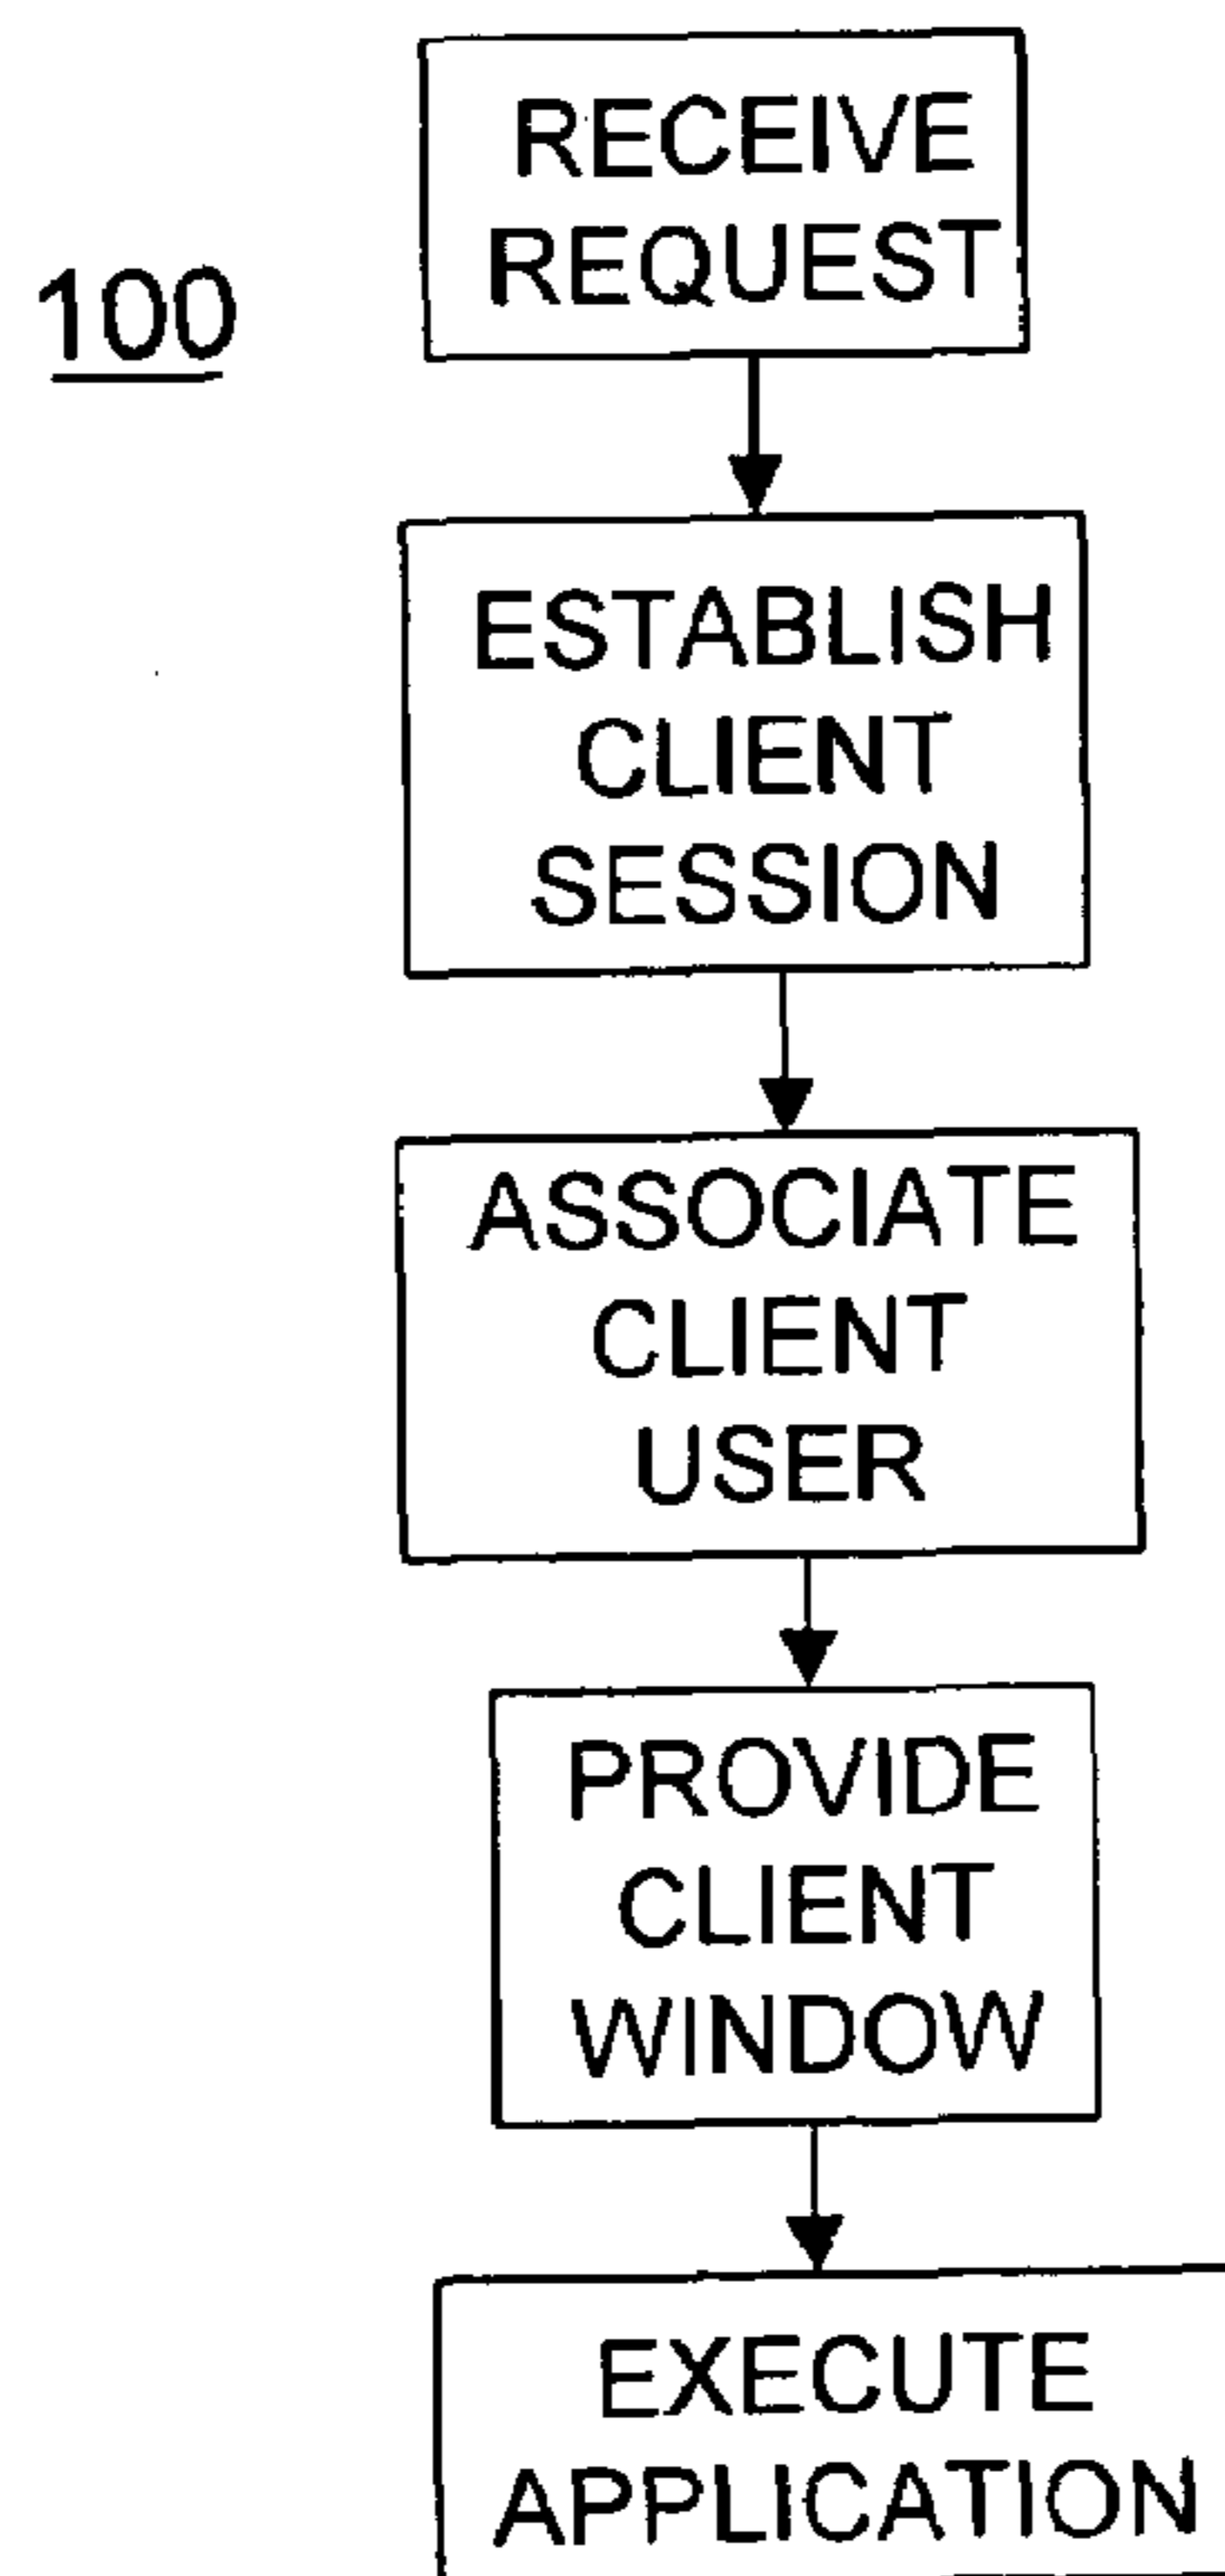 RECEIVE
REQUEST
100
ESTABLISH
CLIENT
SESSION
ASSOCIATE
CLIENT
USER
PROVIDE
CLIENT
WINDOW
EXECUTE
APPLICATION